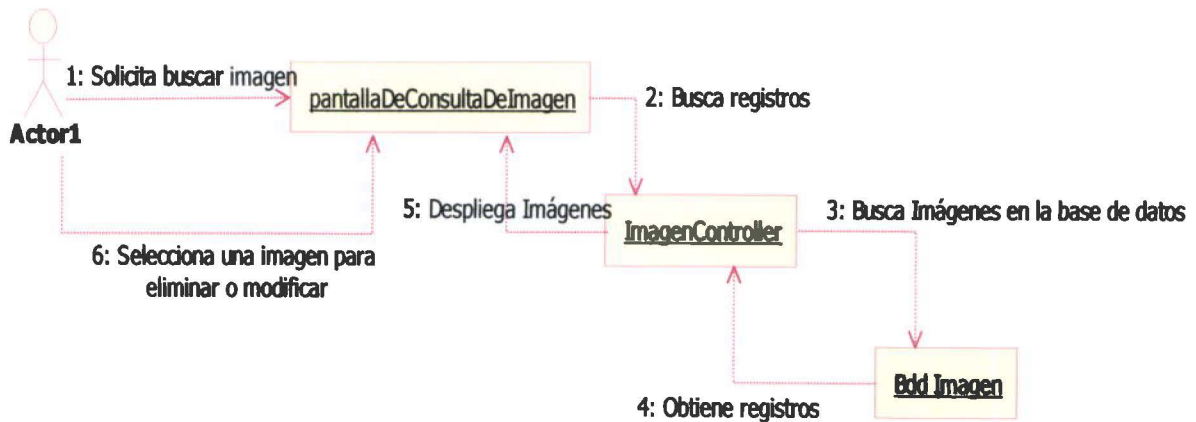 1: Solicita buscar imagen
pantallaDeConsultaDeImagen
2: Busca registros
Actor1
5: Despliega Imágenes
ImagenController
3: Busca Imágenes en la base de datos
6: Selecciona una imagen para
eliminar o modificar
Bdd Imagen
4: Obtiene registros